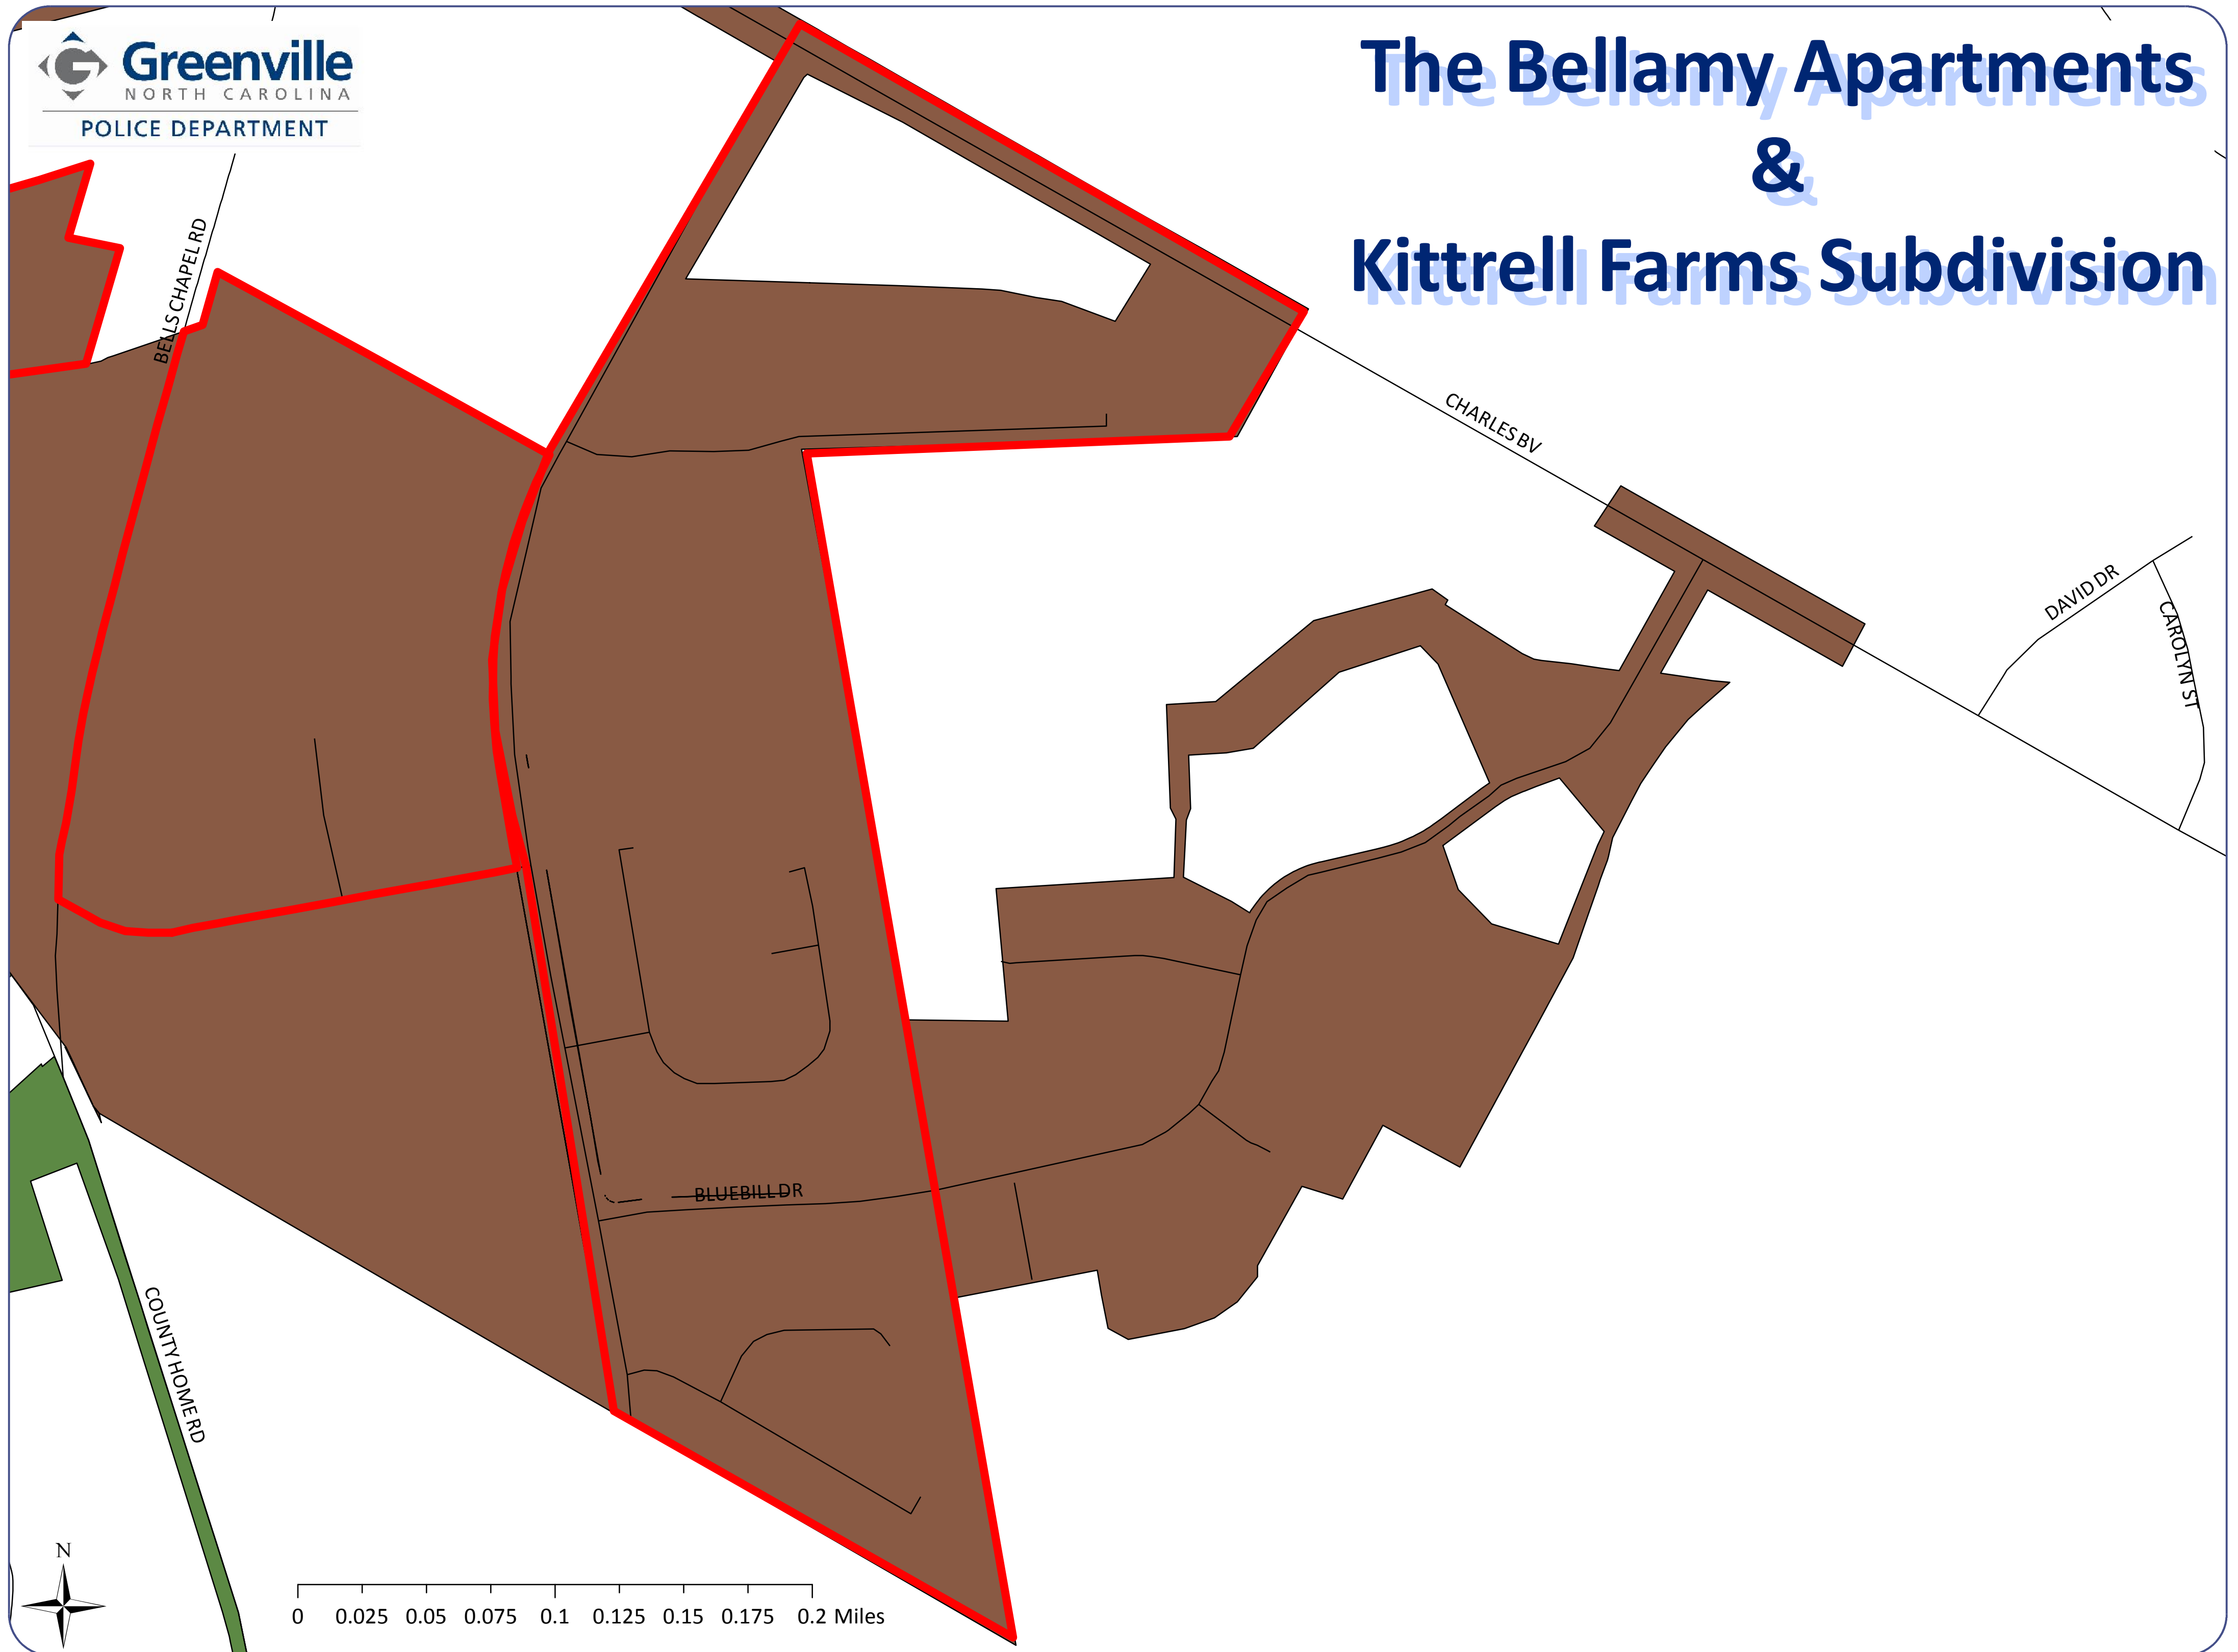 Greenville
NORTH CAROLINA
POLICE DEPARTMENT
The Bellamy Apartments
&
Kittrell Farms Subdivision
BELLS CHAPEL RD
CHARLES BV
DAVID DR
CAROLYN ST
BLUEBILL DR
COUNTY HOME RD
N
0 0.025 0.05 0.075 0.1 0.125 0.15 0.175 0.2 Miles